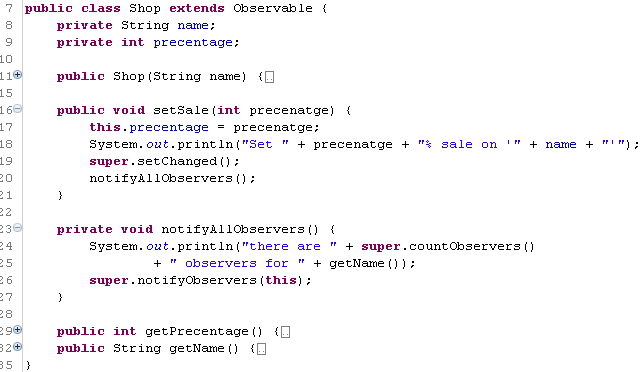 7 public class Shop extends Observable {
8 private String name;
9 private int precentage;
10
11 public Shop(String name) {
15
16 public void setSale(int precenatge) {
17 this.precentage = precenatge;
18 System.out.println("Set " + precenatge + "% sale on '" + name + "'");
19 super.setChanged();
20 notifyAllObservers();
21 }
22
23 private void notifyAllObservers() {
24 System.out.println("there are " + super.countObservers()
25 + " observers for " + getName());
26 super.notifyObservers(this);
27 }
28
29 public int getPrecentage() {
32 public String getName() {
35 }